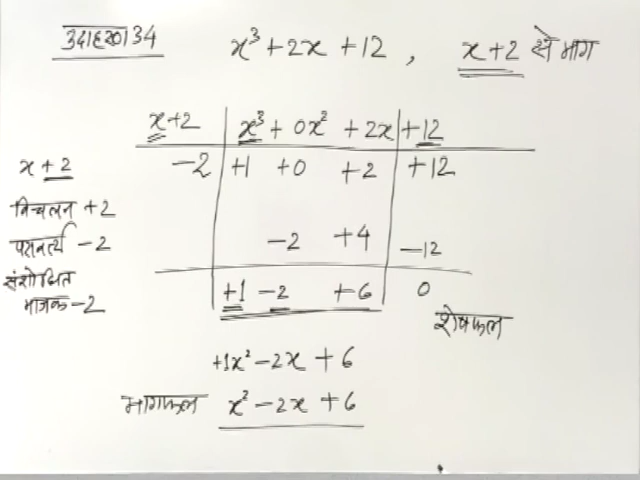 उदाहरण 34 x³ + 2x + 12 , x + 2 से भाग
x+2 x³ + 0x² + 2x + 12
x + 2 -2 +1 +0 +2 +12
विचलन +2
परावर्त्य -2 -2 +4 -12
संशोधित
भाजक -2 +1 -2 +6 0
शेषफल
+1x² - 2x + 6
भागफल x² - 2x + 6